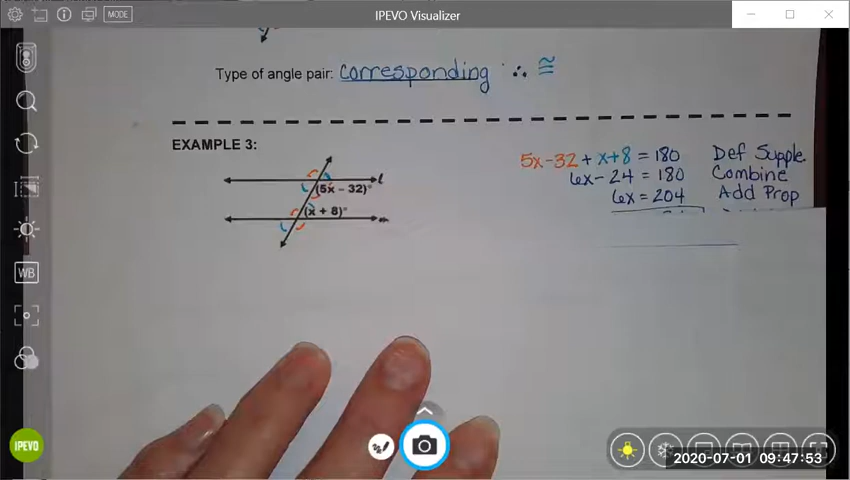 IPEVO Visualizer
MODE
Type of angle pair: corresponding ∴ ≅
EXAMPLE 3:
5x-32 + x+8 = 180 Def Supple.
6x-24 = 180 Combine
6x = 204 Add Prop
l
(5x – 32)°
(x + 8)°
m
WB
IPEVO
2020-07-01 09:47:53